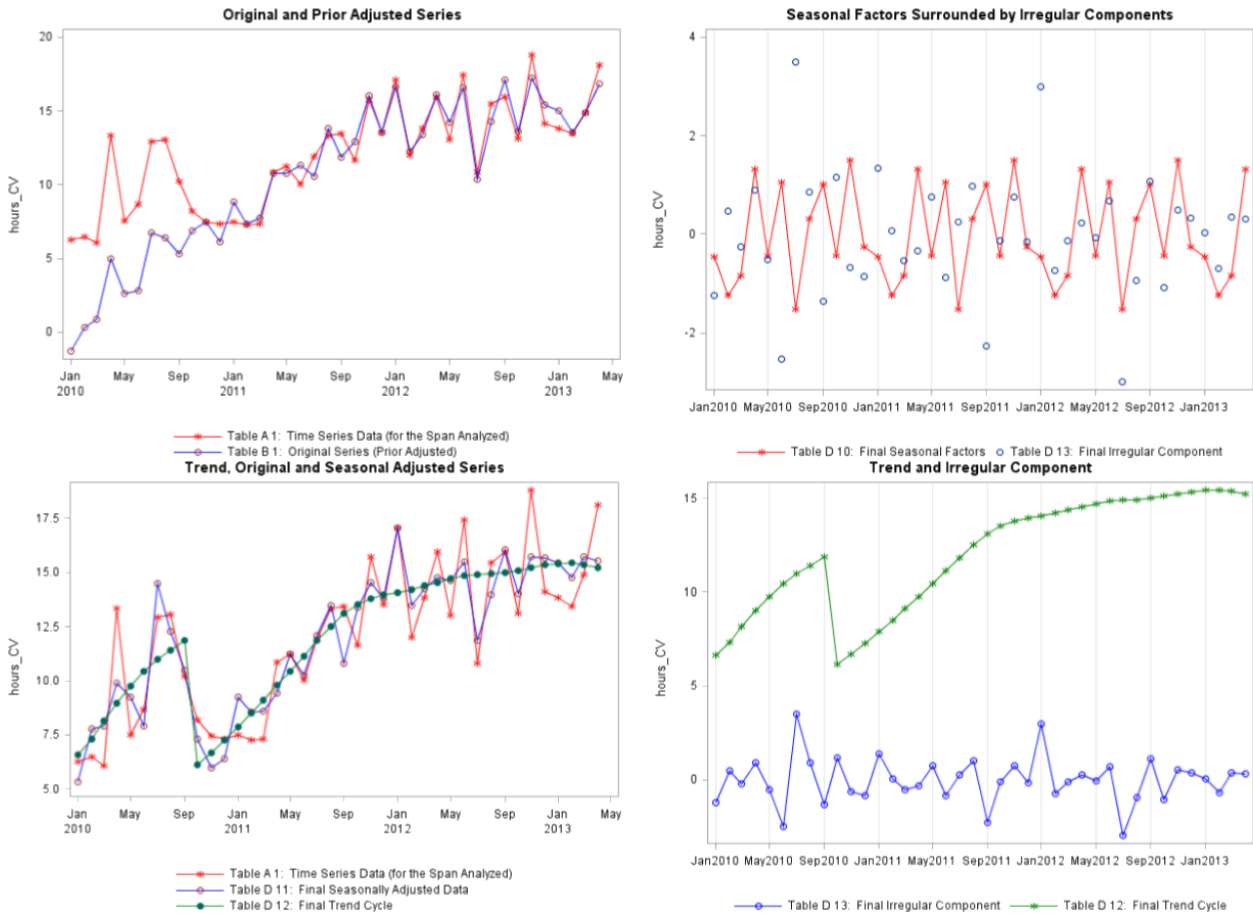 Original and Prior Adjusted Series
20
15
10
5
0
hours_CV
Jan May Sep Jan May Sep Jan May Sep Jan May
2010 2011 2012 2013
Table A 1: Time Series Data (for the Span Analyzed)
Table B 1: Original Series (Prior Adjusted)
Seasonal Factors Surrounded by Irregular Components
4
2
0
-2
Jan2010 May2010 Sep2010 Jan2011 May2011 Sep2011 Jan2012 May2012 Sep2012 Jan2013
Table D 10: Final Seasonal Factors Table D 13: Final Irregular Component
Trend, Original and Seasonal Adjusted Series
17.5
15.0
12.5
10.0
7.5
5.0
hours_CV
Jan May Sep Jan May Sep Jan May Sep Jan May
2010 2011 2012 2013
Table A 1: Time Series Data (for the Span Analyzed)
Table D 11: Final Seasonally Adjusted Data
Table D 12: Final Trend Cycle
Trend and Irregular Component
15
10
5
0
hours_CV
Jan2010 May2010 Sep2010 Jan2011 May2011 Sep2011 Jan2012 May2012 Sep2012 Jan2013
Table D 13: Final Irregular Component Table D 12: Final Trend Cycle